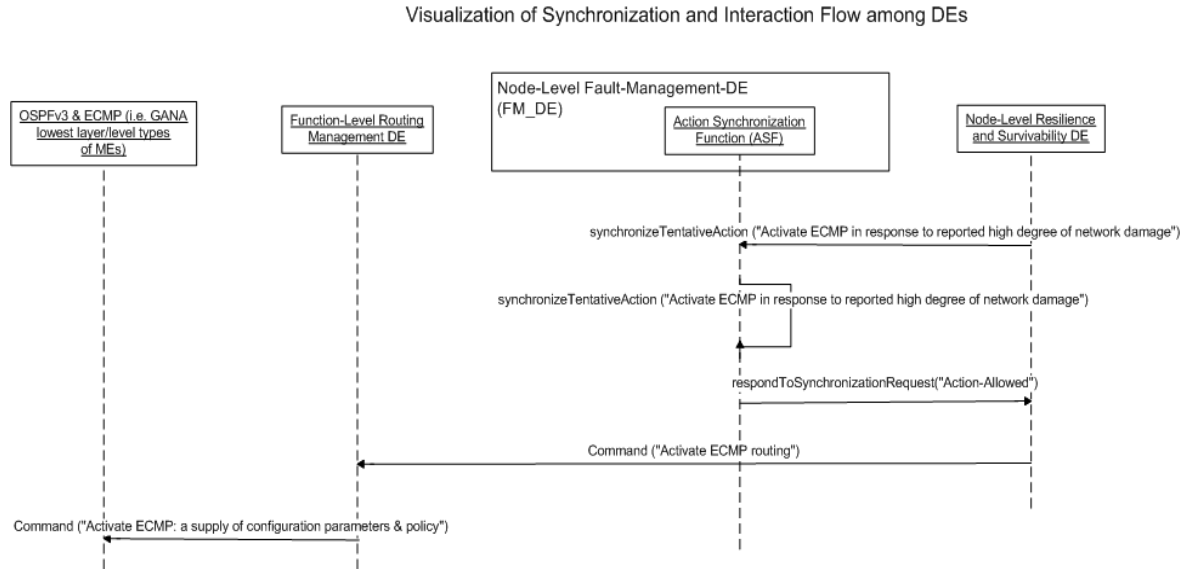 Visualization of Synchronization and Interaction Flow among DEs
Node-Level Fault-Management-DE
(FM_DE)
OSPFv3 & ECMP (i.e. GANA
lowest layer/level types
of MEs)
Function-Level Routing
Management DE
Action Synchronization
Function (ASF)
Node-Level Resilience
and Survivability DE
synchronizeTentativeAction ("Activate ECMP in response to reported high degree of network damage")
synchronizeTentativeAction ("Activate ECMP in response to reported high degree of network damage")
respondToSynchronizationRequest("Action-Allowed")
Command ("Activate ECMP routing")
Command ("Activate ECMP: a supply of configuration parameters & policy")